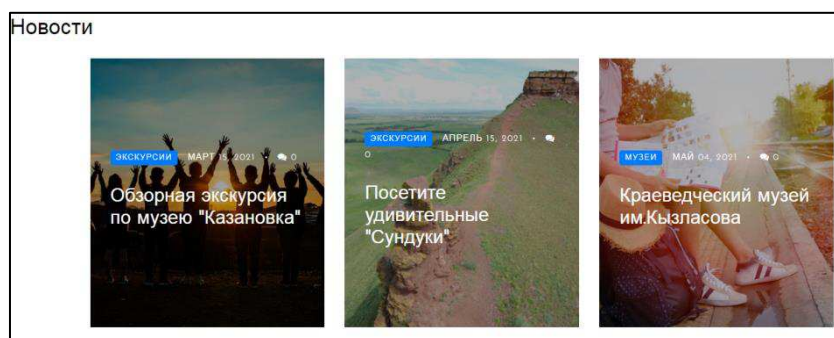 Новости
ЭКСКУРСИИ МАРТ 15, 2021 • 0
Обзорная экскурсия
по музею "Казановка"
ЭКСКУРСИИ АПРЕЛЬ 15, 2021 •
0
Посетите
удивительные
"Сундуки"
МУЗЕИ МАЙ 04, 2021 • 0
Краеведческий музей
им.Кызласова